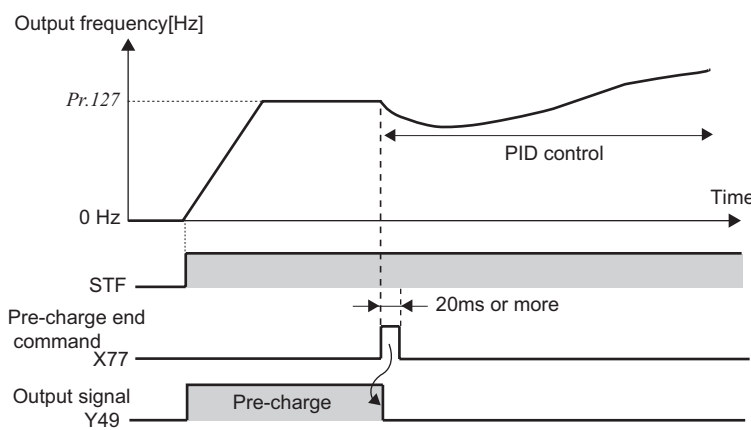 Output frequency[Hz]
Pr.127
PID control
Time
0 Hz
STF
20ms or more
Pre-charge end
command
X77
Output signal
Pre-charge
Y49